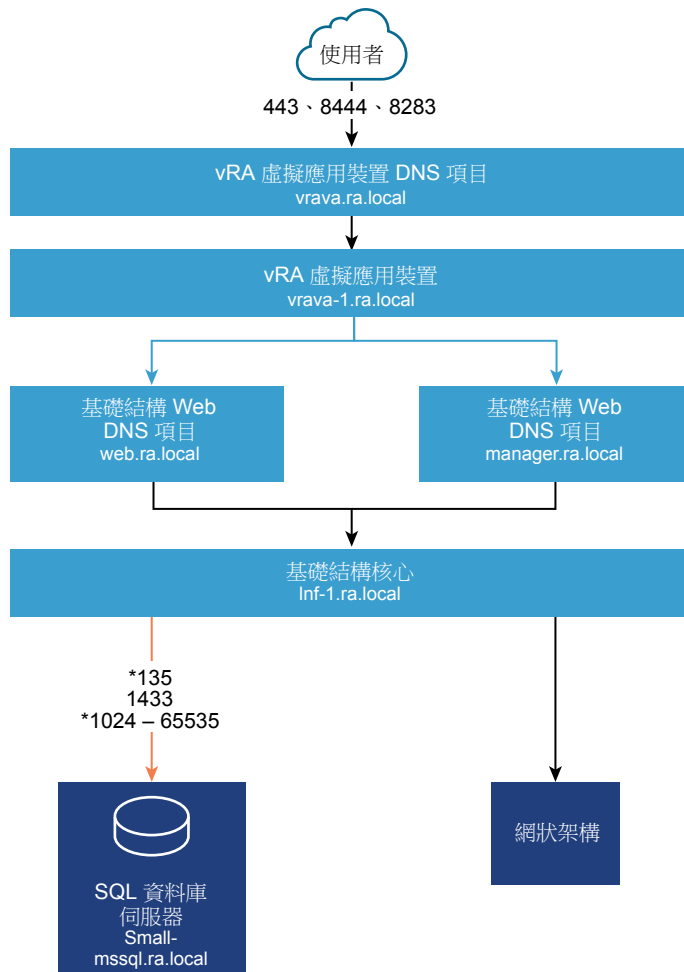 使用者
443、8444、8283
vRA 虛擬應用裝置 DNS 項目
vrava.ra.local
vRA 虛擬應用裝置
vrava-1.ra.local
基礎結構 Web
DNS 項目
web.ra.local
基礎結構 Web
DNS 項目
manager.ra.local
基礎結構核心
Inf-1.ra.local
*135
1433
*1024 – 65535
SQL 資料庫
伺服器
Small-
mssql.ra.local
網狀架構